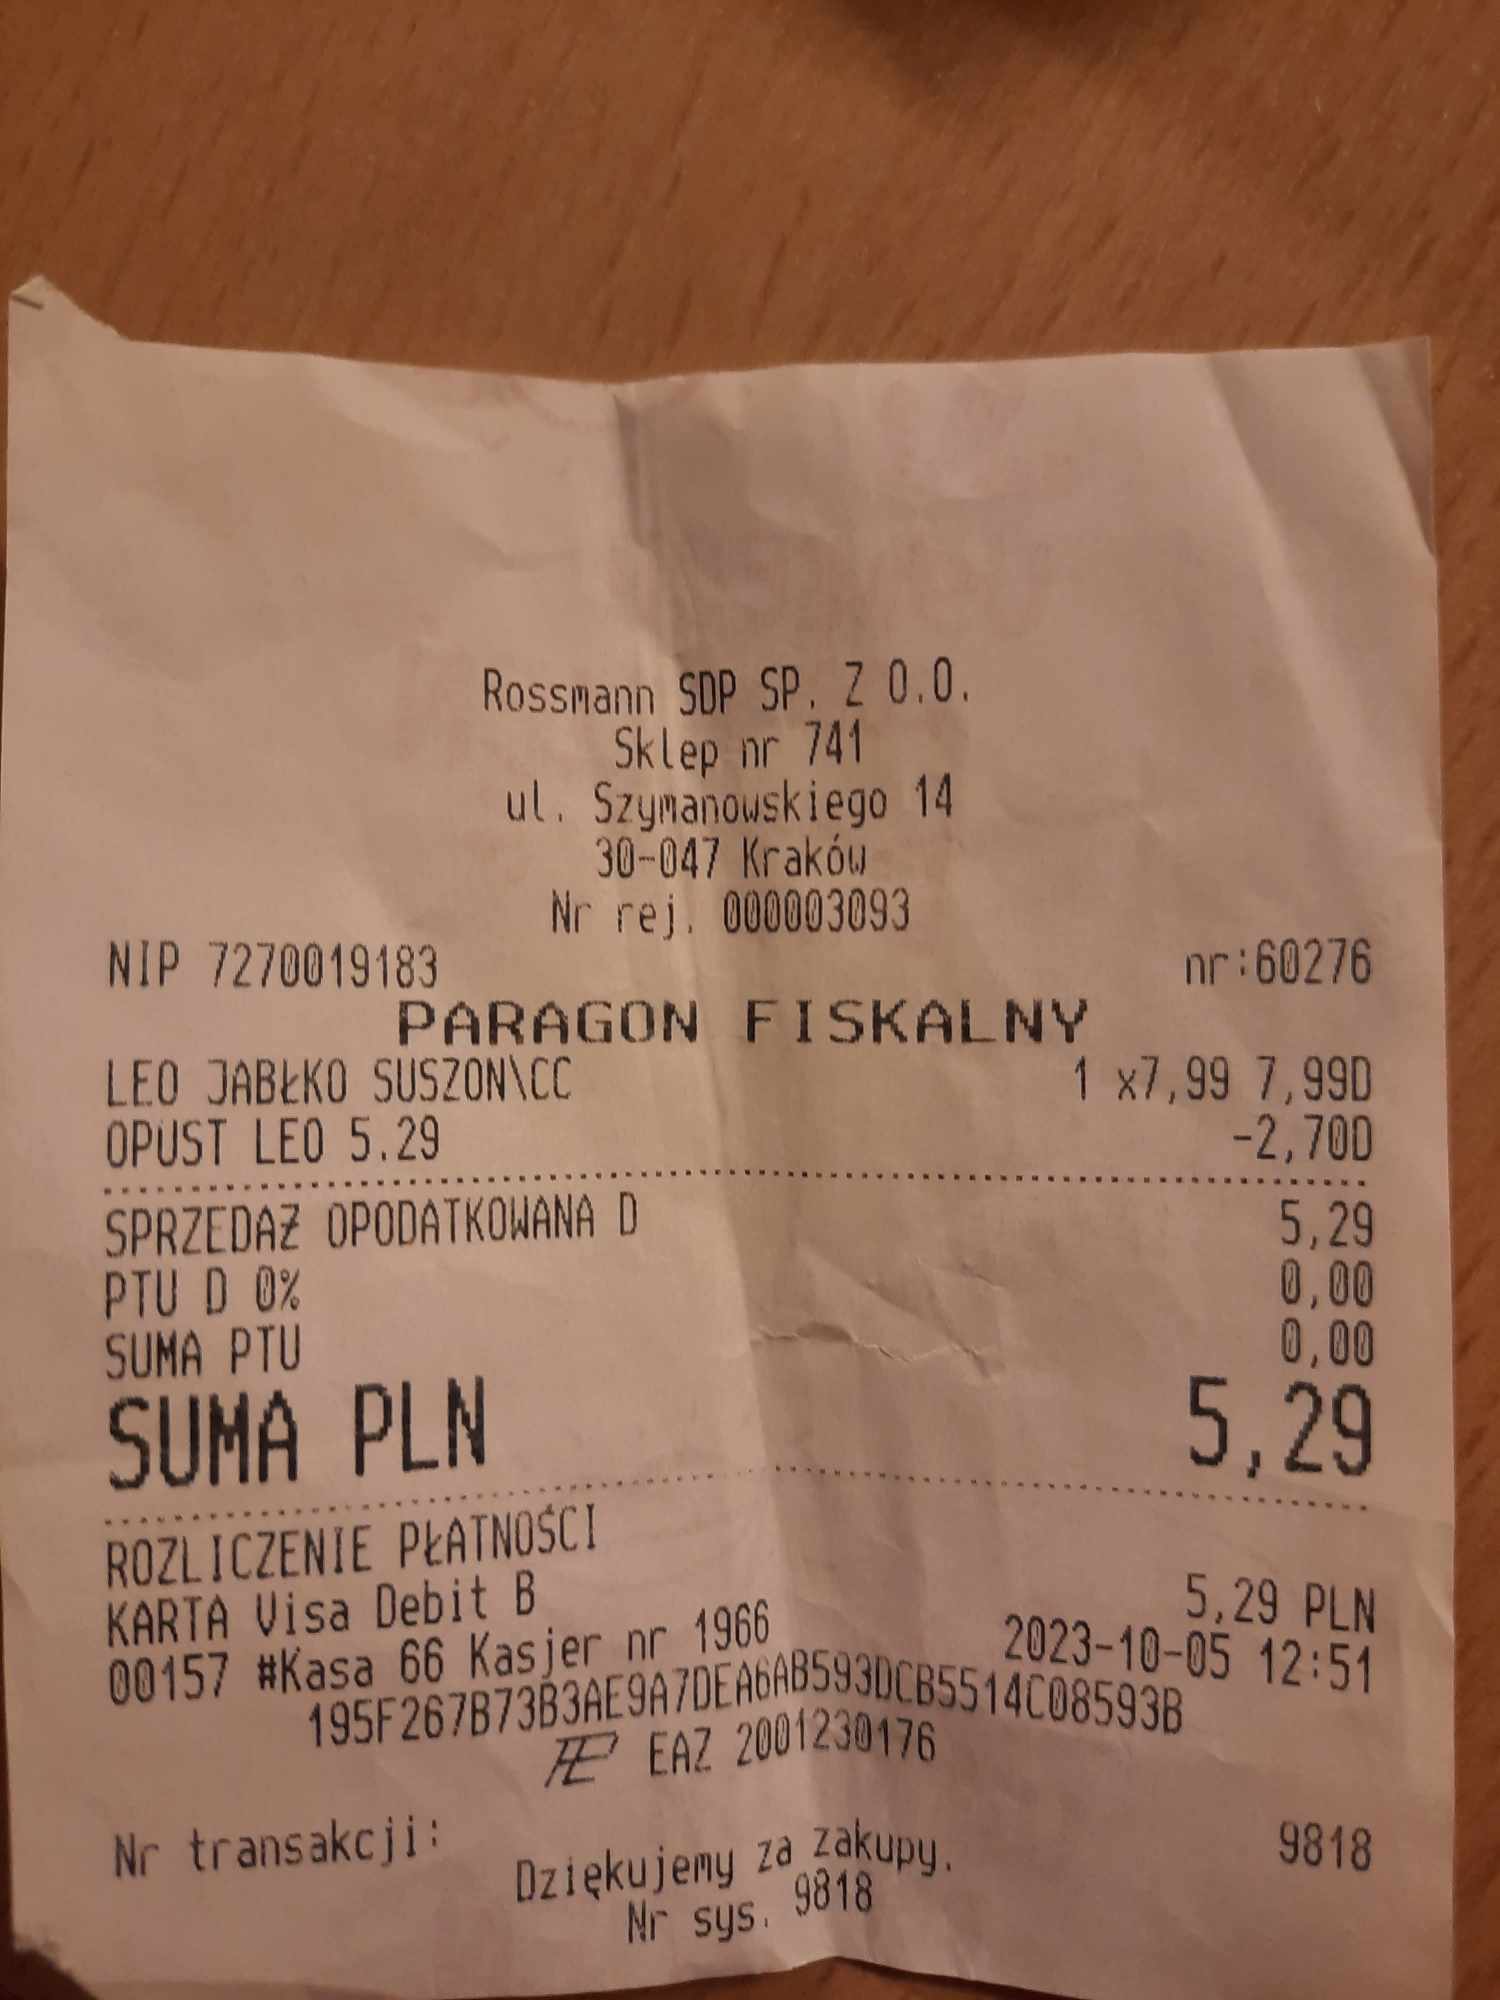 Rossmann SDP SP. Z O.O.
Sklep nr 741
ul. Szymanowskiego 14
30-047 Kraków
Nr rej. 000003093
NIP 7270019183 nr:60276
PARAGON FISKALNY
LEO JABŁKO SUSZON\CC 1 x7,99 7,99D
OPUST LEO 5.29 -2,70D
SPRZEDAŻ OPODATKOWANA D 5,29
PTU D 0% 0,00
SUMA PTU 0,00
SUMA PLN 5,29
ROZLICZENIE PŁATNOŚCI
KARTA Visa Debit B 5,29 PLN
00157 #Kasa 66 Kasjer nr 1966 2023-10-05 12:51
195F267B73B3AE9A7DEA6AB593DCB5514C08593B
EAZ 2001230176
Nr transakcji: 9818
Dziękujemy za zakupy.
Nr sys. 9818